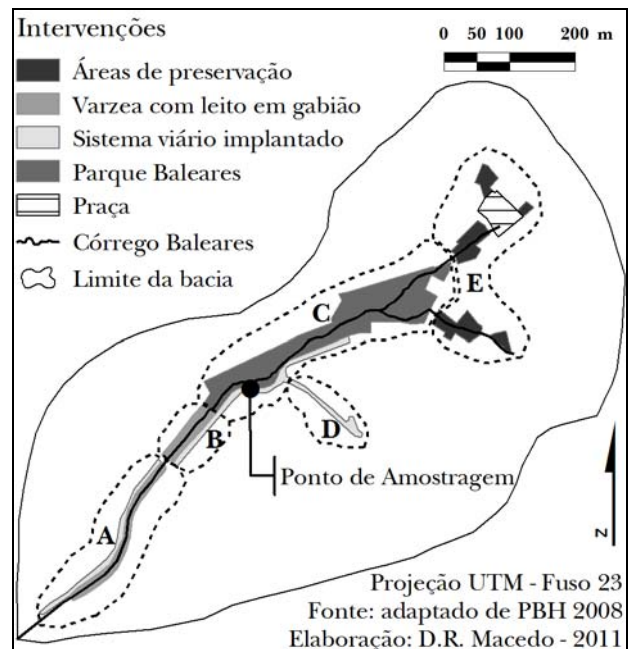 Intervenções
0 50 100 200 m
Áreas de preservação
Varzea com leito em gabião
Sistema viário implantado
Parque Baleares
Praça
Córrego Baleares
Limite da bacia
E
C
D
B
Ponto de Amostragem
A
N
Projeção UTM - Fuso 23
Fonte: adaptado de PBH 2008
Elaboração: D.R. Macedo - 2011